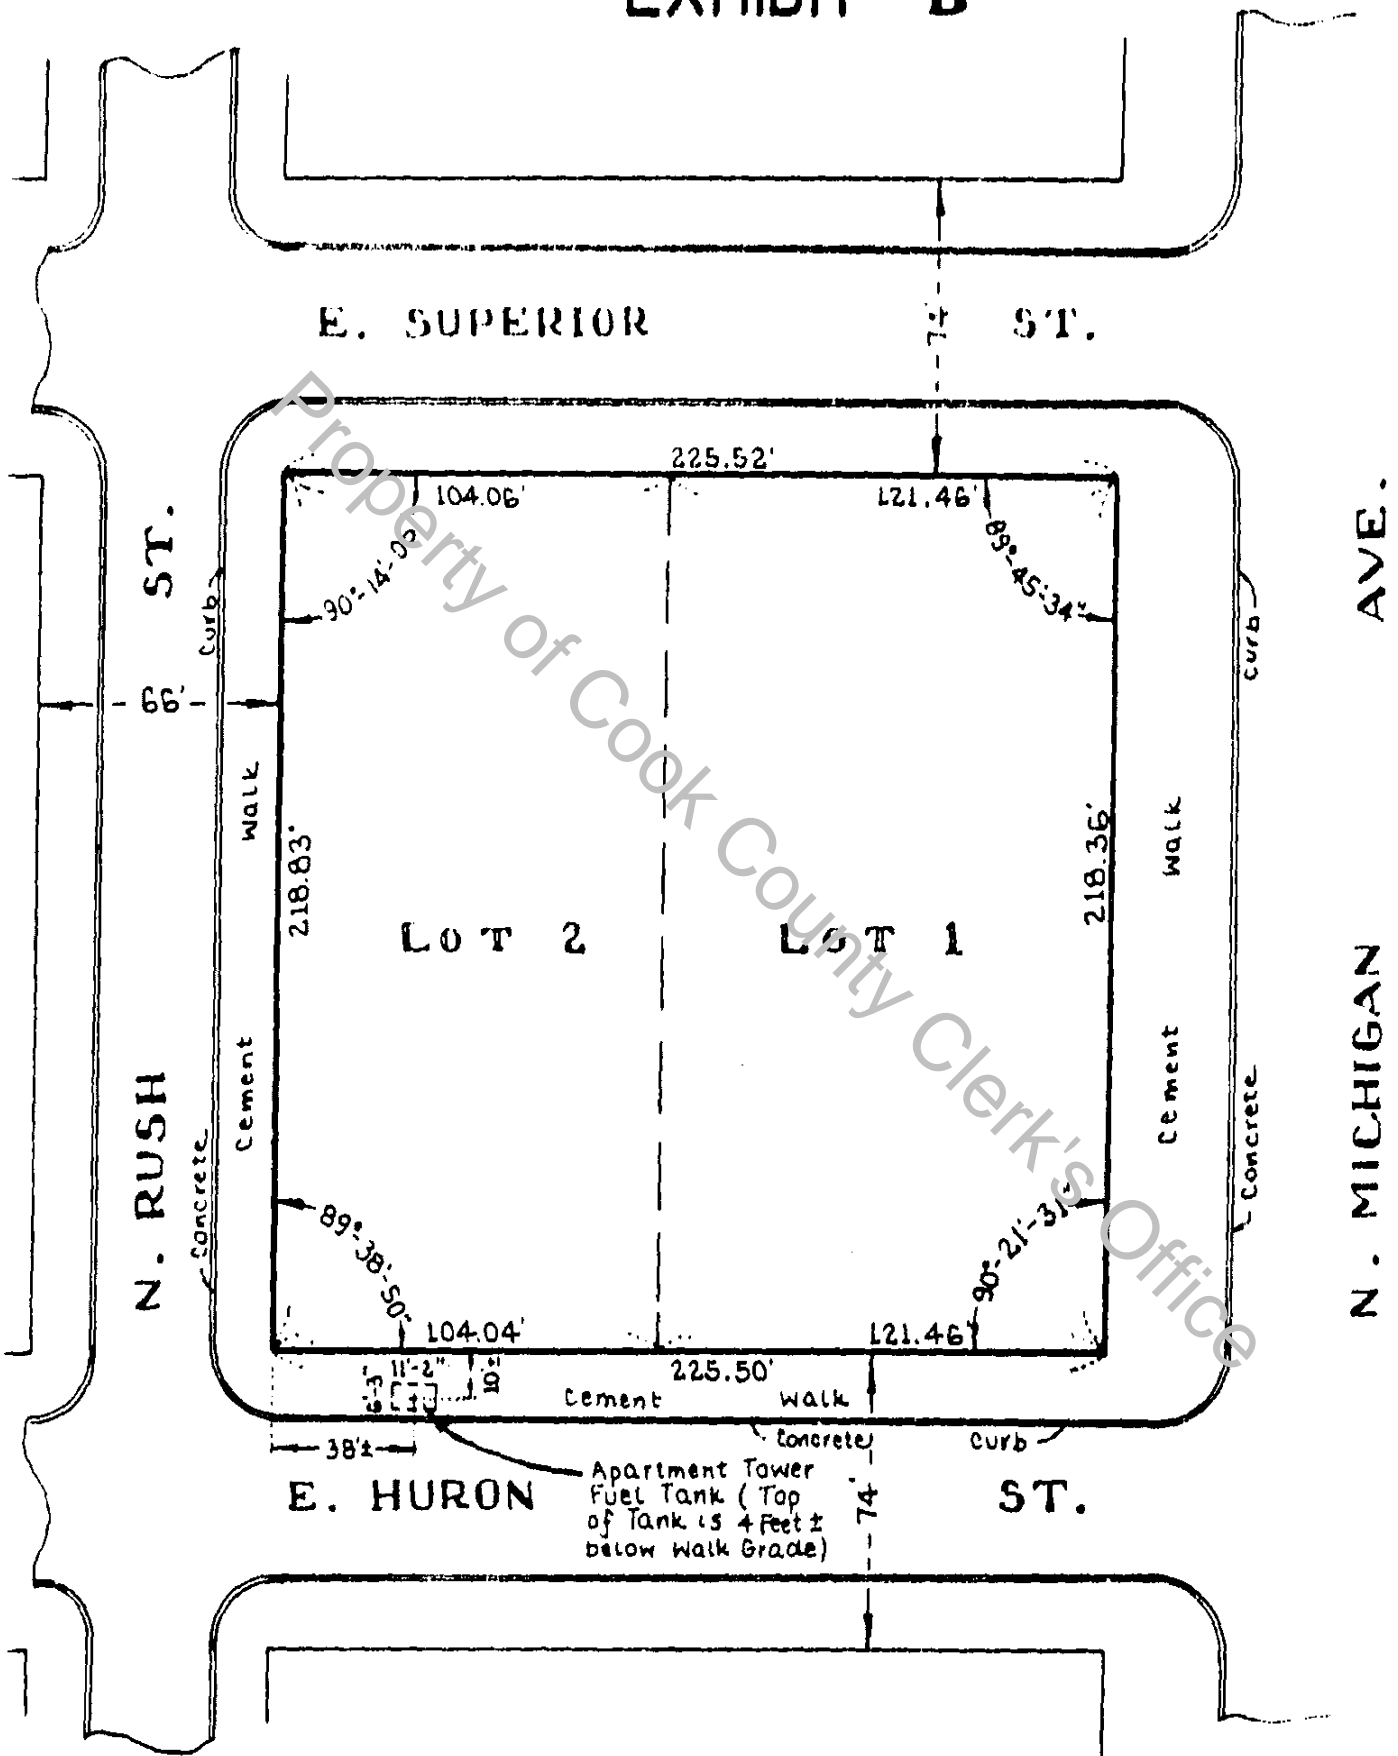 EXHIBIT B
E. SUPERIOR ST.
74'
225.52'
104.06'
121.46'
89°-45'-34"
ST.
Curb
AVE.
Curb
66'
Walk
218.83'
218.36'
Walk
LOT 2
LOT 1
N. RUSH
Concrete
Cement
Cement
Concrete
N. MICHIGAN
89°-38'-50"
90°-21'-31"
104.04'
121.46'
11'-2"
10'±
225.50'
Cement Walk
Concrete
Curb
38'±
E. HURON ST.
Apartment Tower
Fuel Tank (Top
of Tank is 4 Feet ±
below Walk Grade)
74'
Property of Cook County Clerk's Office